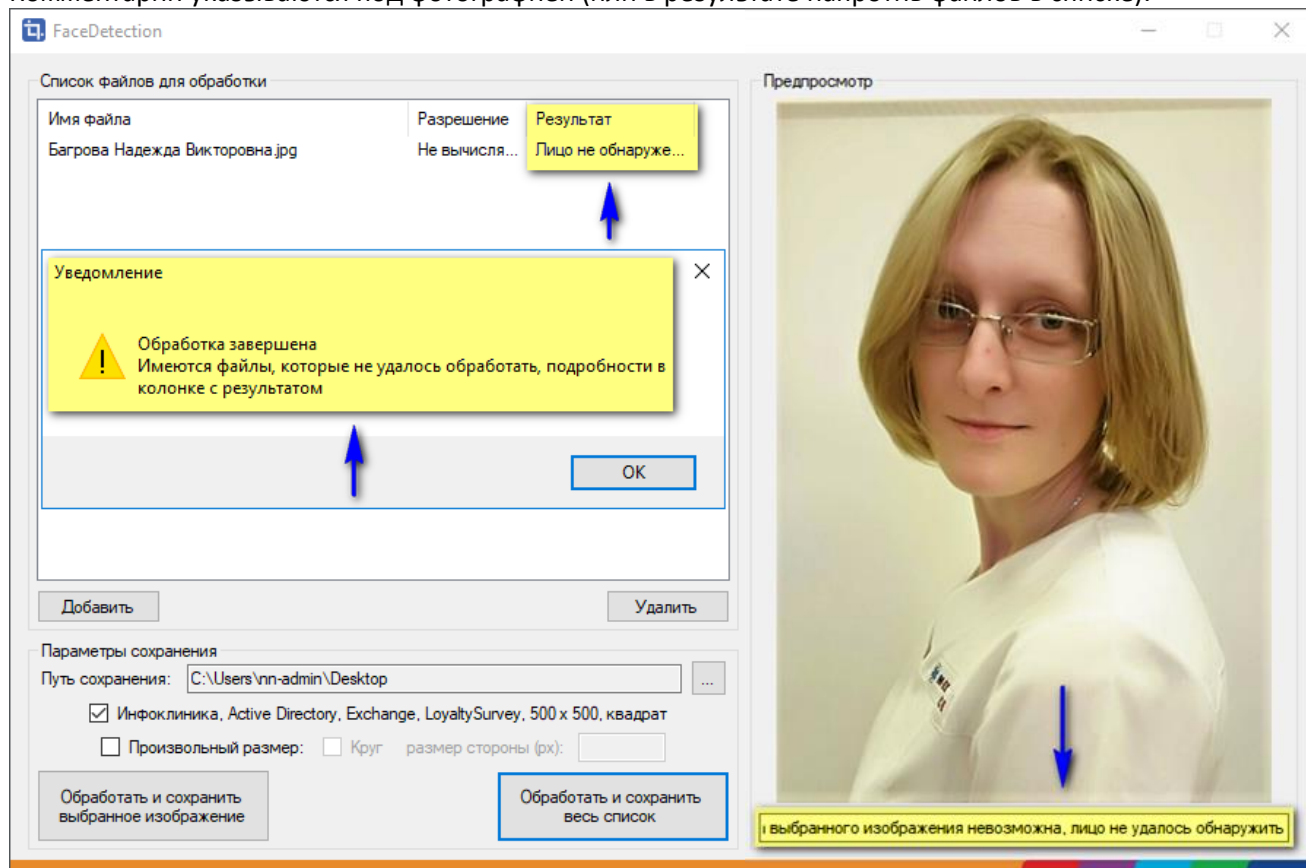 комментарии указываются под фотографией (или в результате напротив файлов в списке).
FaceDetection
Список файлов для обработки
Предпросмотр
Имя файла Разрешение Результат
Багрова Надежда Викторовна.jpg Не вычисля... Лицо не обнаруже...
Уведомление
Обработка завершена
Имеются файлы, которые не удалось обработать, подробности в
колонке с результатом
OK
Добавить Удалить
Параметры сохранения
Путь сохранения: C:\Users\nn-admin\Desktop ...
Инфоклиника, Active Directory, Exchange, LoyaltySurvey, 500 x 500, квадрат
Произвольный размер: Круг размер стороны (px):
Обработать и сохранить
выбранное изображение
Обработать и сохранить
весь список
выбранного изображения невозможна, лицо не удалось обнаружить